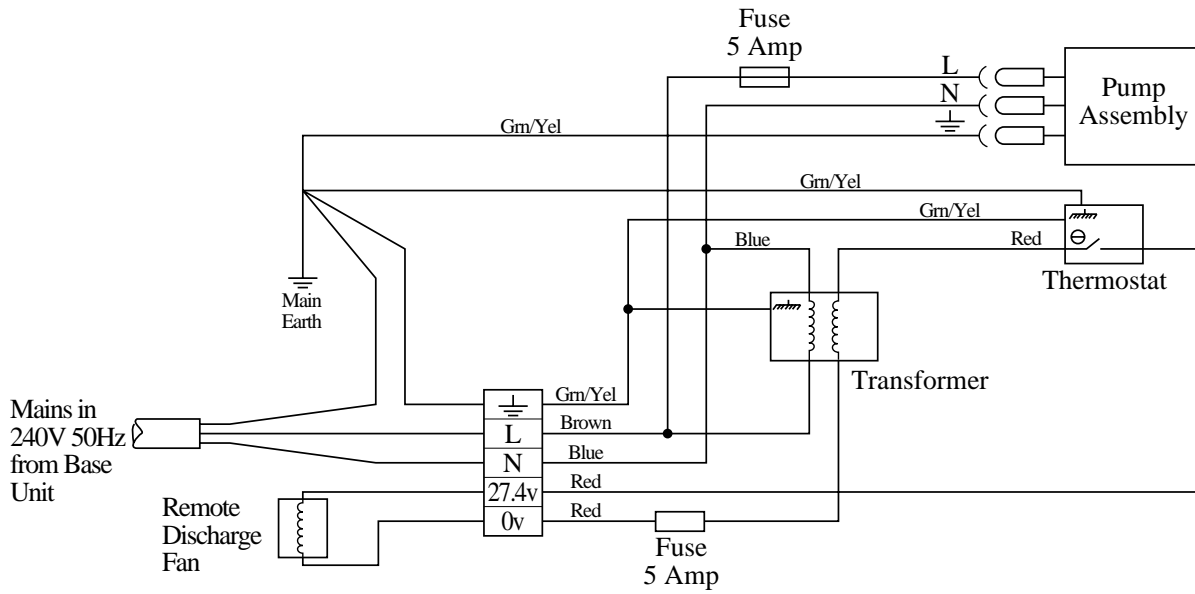 Fuse
5 Amp
L
N
Pump
Assembly
Grn/Yel
Grn/Yel
Grn/Yel
Blue
Red
Thermostat
Main
Earth
Transformer
Grn/Yel
Mains in
240V 50Hz
from Base
Unit
L
Brown
N
Blue
27.4v
Red
0v
Red
Remote
Discharge
Fan
Fuse
5 Amp